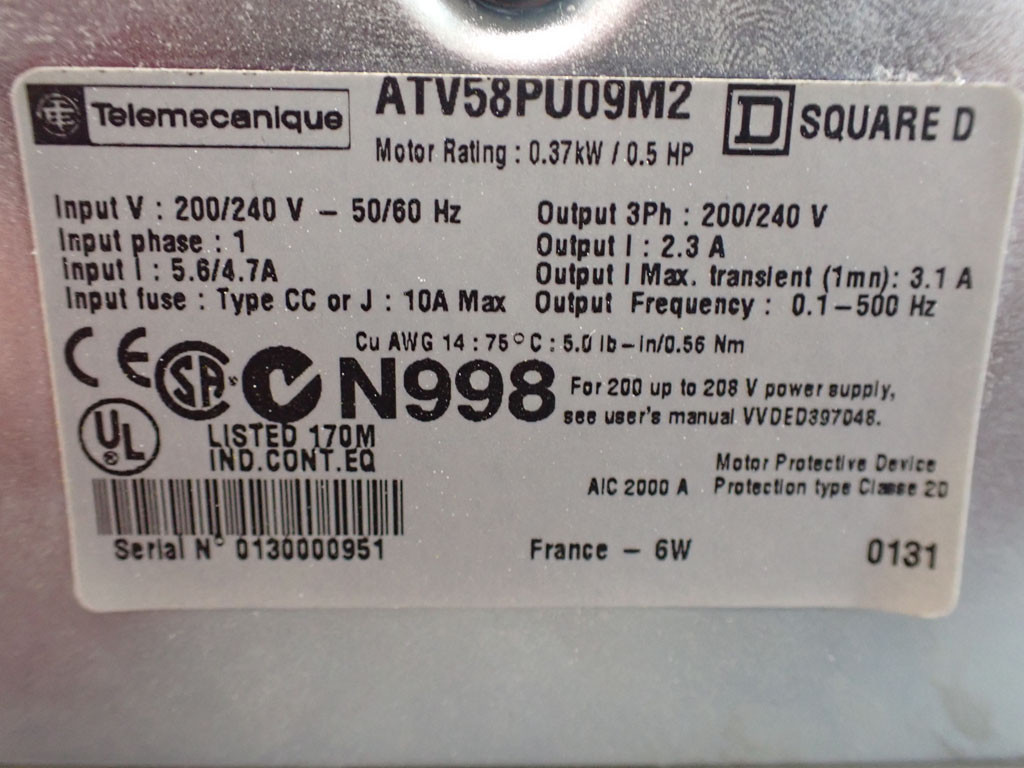 Telemecanique
ATV58PU09M2
D SQUARE D
Motor Rating : 0.37kW / 0.5 HP
Input V : 200/240 V – 50/60 Hz
Input phase : 1
input I : 5.6/4.7A
Input fuse : Type CC or J : 10A Max
Output 3Ph : 200/240 V
Output I : 2.3 A
Output I Max. transient (1mn): 3.1 A
Output Frequency : 0.1–500 Hz
Cu AWG 14 : 75°C : 5.0 lb–in/0.56 Nm
CE SA N998
For 200 up to 208 V power supply,
see user's manual VVDED397048.
UL ®
LISTED 170M
IND.CONT.EQ
Motor Protective Device
AIC 2000 A Protection type Classe 20
Serial N° 0130000951
France – 6W
0131